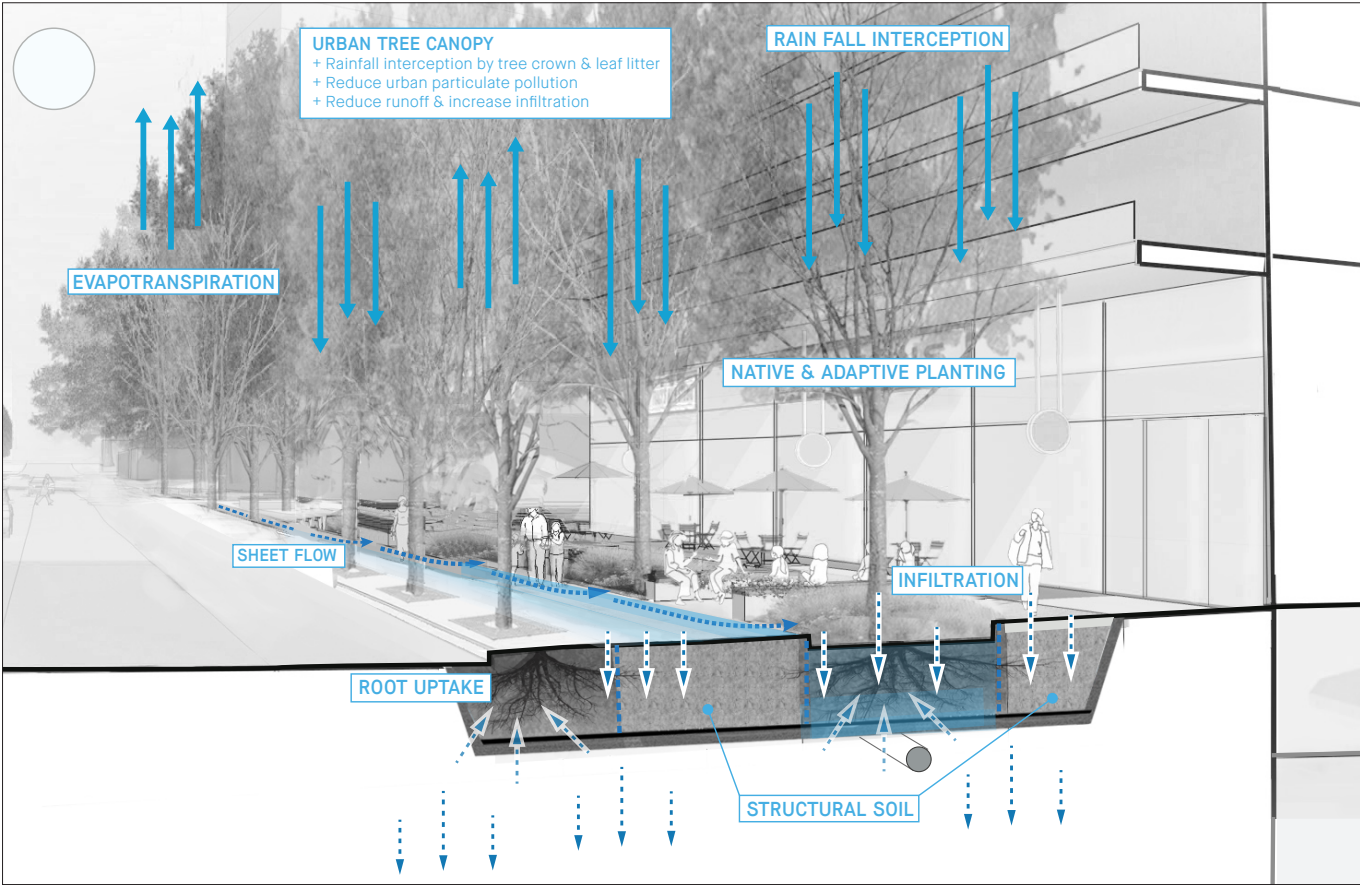 URBAN TREE CANOPY
+ Rainfall interception by tree crown & leaf litter
+ Reduce urban particulate pollution
+ Reduce runoff & increase infiltration
RAIN FALL INTERCEPTION
EVAPOTRANSPIRATION
NATIVE & ADAPTIVE PLANTING
SHEET FLOW
INFILTRATION
ROOT UPTAKE
STRUCTURAL SOIL